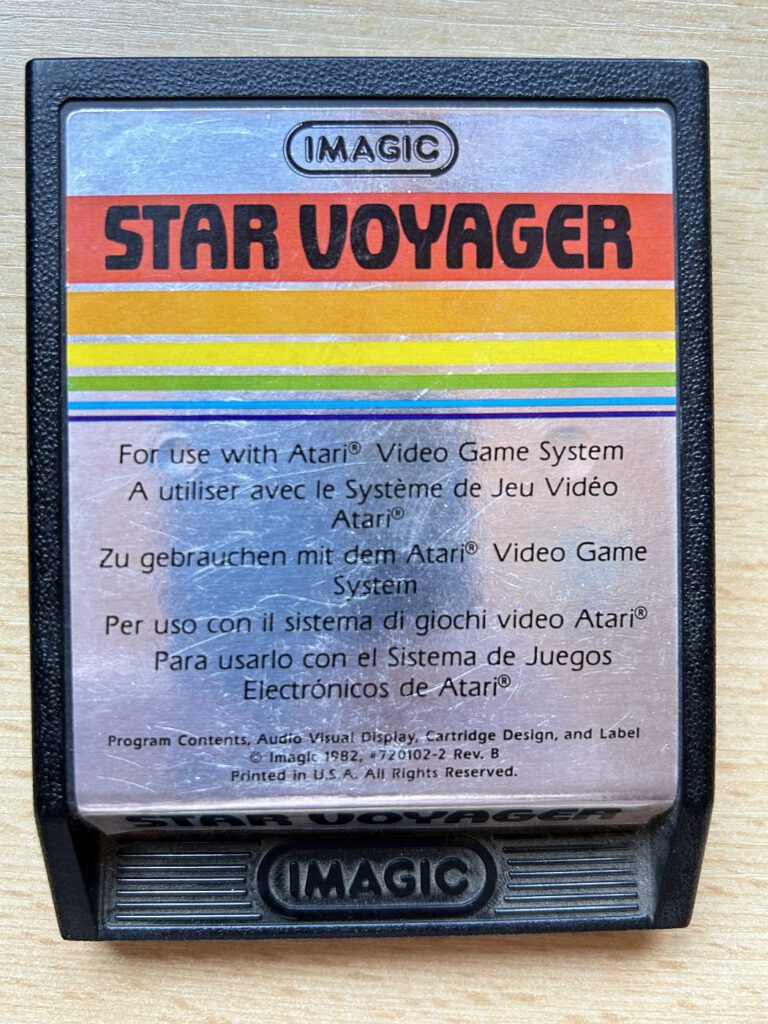 IMAGIC
STAR VOYAGER
For use with Atari® Video Game System
A utiliser avec le Système de Jeu Vidéo
Atari®
Zu gebrauchen mit dem Atari® Video Game
System
Per uso con il sistema di giochi video Atari®
Para usarlo con el Sistema de Juegos
Electrónicos de Atari®
Program Contents, Audio Visual Display, Cartridge Design, and Label
© Imagic 1982, #720102-2 Rev. B
Printed in U.S.A. All Rights Reserved.
STAR VOYAGER
IMAGIC